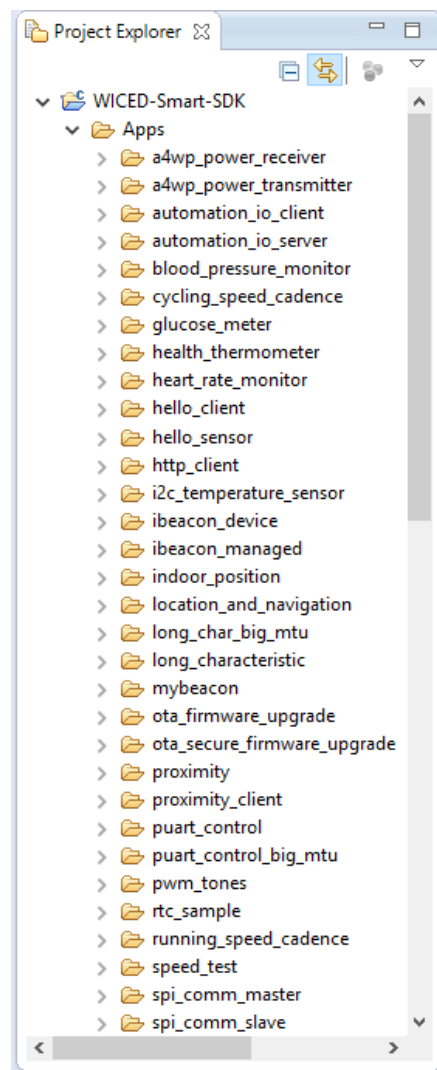 Project Explorer
WICED-Smart-SDK
Apps
a4wp_power_receiver
a4wp_power_transmitter
automation_io_client
automation_io_server
blood_pressure_monitor
cycling_speed_cadence
glucose_meter
health_thermometer
heart_rate_monitor
hello_client
hello_sensor
http_client
i2c_temperature_sensor
ibeacon_device
ibeacon_managed
indoor_position
location_and_navigation
long_char_big_mtu
long_characteristic
mybeacon
ota_firmware_upgrade
ota_secure_firmware_upgrade
proximity
proximity_client
puart_control
puart_control_big_mtu
pwm_tones
rtc_sample
running_speed_cadence
speed_test
spi_comm_master
spi_comm_slave